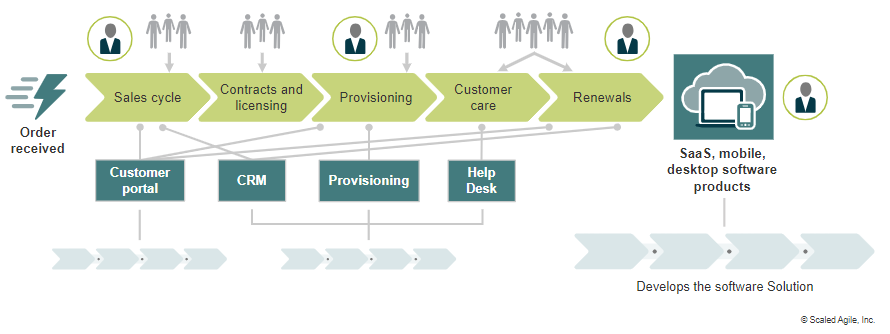 Order
received
Sales cycle
Contracts and
licensing
Provisioning
Customer
care
Renewals
SaaS, mobile,
desktop software
products
Customer
portal
CRM
Provisioning
Help
Desk
Develops the software Solution
© Scaled Agile, Inc.